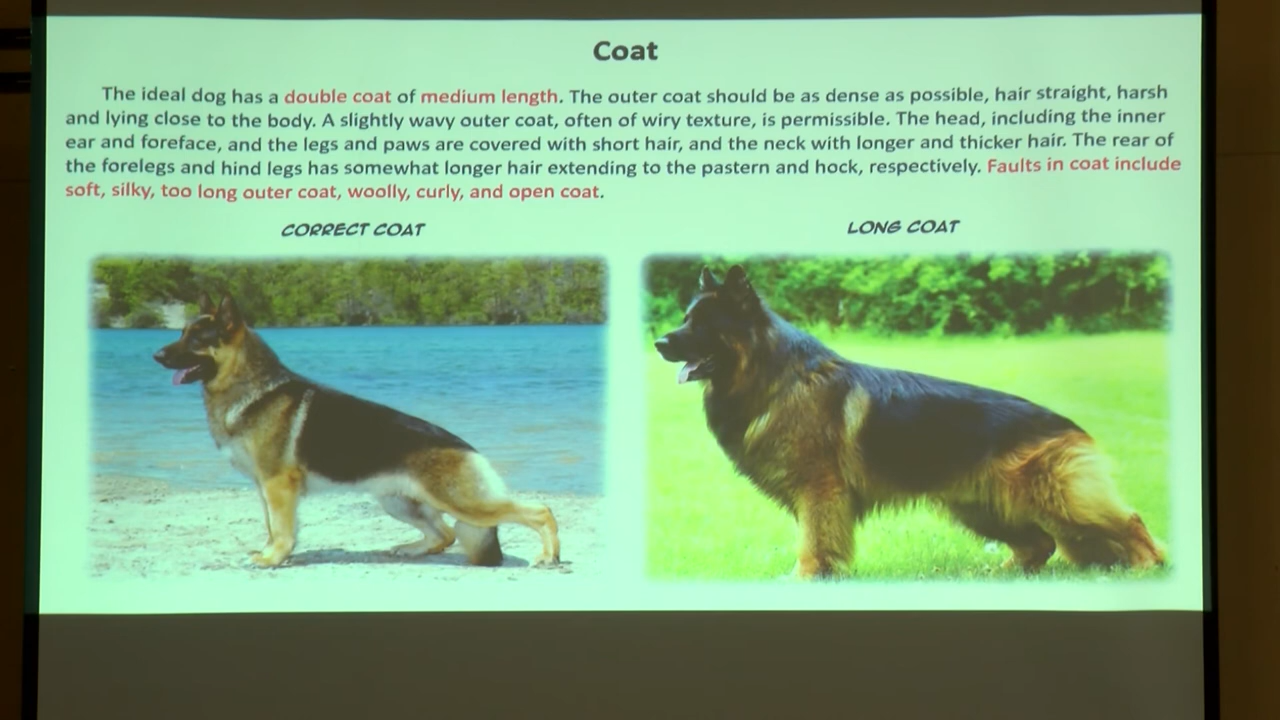 Coat
The ideal dog has a double coat of medium length. The outer coat should be as dense as possible, hair straight, harsh
and lying close to the body. A slightly wavy outer coat, often of wiry texture, is permissible. The head, including the inner
ear and foreface, and the legs and paws are covered with short hair, and the neck with longer and thicker hair. The rear of
the forelegs and hind legs has somewhat longer hair extending to the pastern and hock, respectively. Faults in coat include
soft, silky, too long outer coat, woolly, curly, and open coat.
CORRECT COAT
LONG COAT